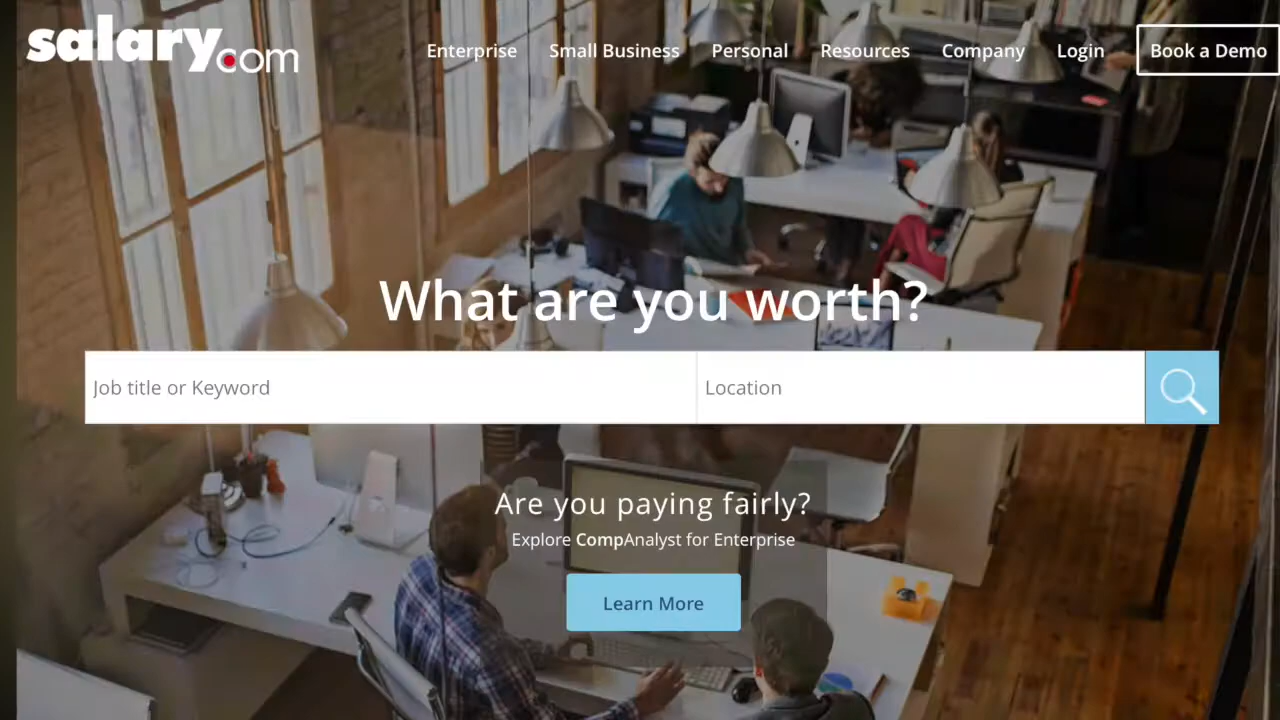 salary.com
Enterprise Small Business Personal Resources Company Login Book a Demo
What are you worth?
Job title or Keyword Location
Are you paying fairly?
Explore CompAnalyst for Enterprise
Learn More